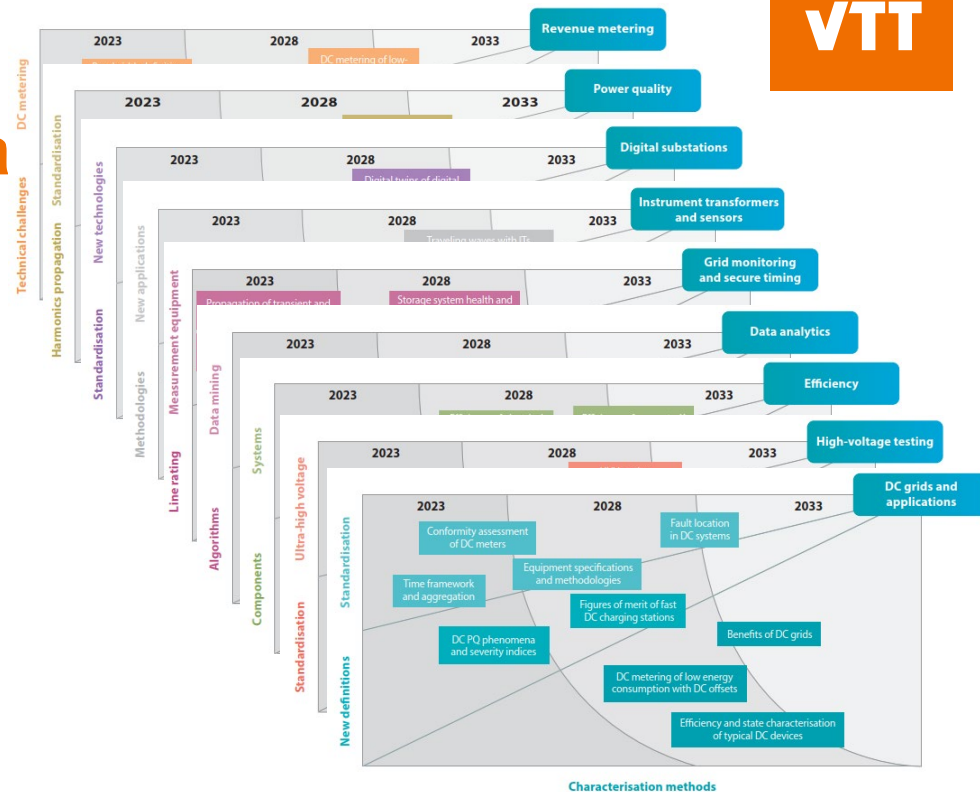 VTT
2023 2028 2033
Revenue metering
DC metering of low-
DC metering
Technical challenges
2023 2028 2033
Power quality
Standardisation
Harmonics propagation
2023 2028 2033
Digital substations
Digital twins of digital
New technologies
Standardisation
2023 2028 2033
Instrument transformers
and sensors
Traveling waves with ITs
New applications
Methodologies
2023 2028 2033
Grid monitoring
and secure timing
Propagation of transient and
Storage system health and
Measurement equipment
Line rating
2023 2028 2033
Data analytics
Data mining
Algorithms
2023 2028 2033
Efficiency
Systems
Components
2023 2028 2033
High-voltage testing
Ultra-high voltage
Standardisation
2023 2028 2033
DC grids and
applications
Standardisation
New definitions
Conformity assessment
of DC meters
Fault location
in DC systems
Equipment specifications
and methodologies
Time framework
and aggregation
Figures of merit of fast
DC charging stations
DC PQ phenomena
and severity indices
Benefits of DC grids
DC metering of low energy
consumption with DC offsets
Efficiency and state characterisation
of typical DC devices
Characterisation methods